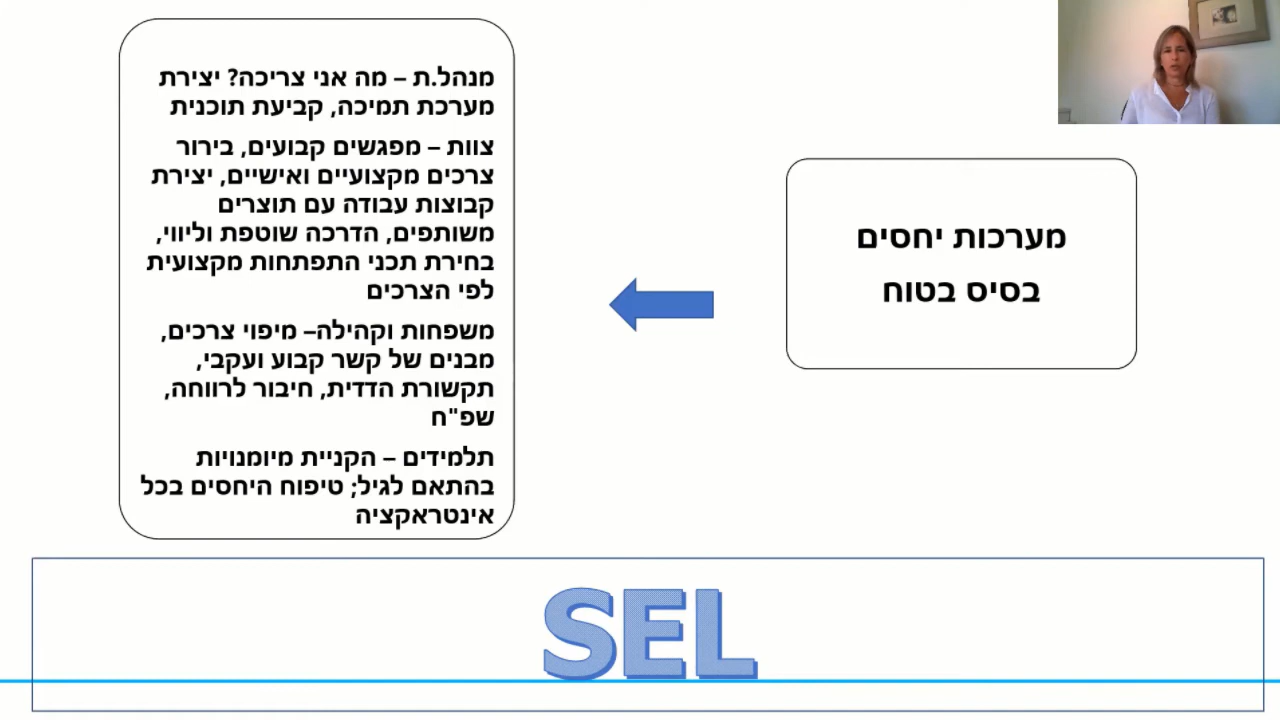 מערכות יחסים
בסיס בטוח
מנהל.ת – מה אני צריכה? יצירת
מערכת תמיכה, קביעת תוכנית
צוות – מפגשים קבועים, בירור
צרכים מקצועיים ואישיים, יצירת
קבוצות עבודה עם תוצרים
משותפים, הדרכה שוטפת וליווי,
בחירת תכני התפתחות מקצועית
לפי הצרכים
משפחות וקהילה– מיפוי צרכים,
מבנים של קשר קבוע ועקבי,
תקשורת הדדית, חיבור לרווחה,
שפ"ח
תלמידים – הקניית מיומנויות
בהתאם לגיל; טיפוח היחסים בכל
אינטראקציה
SEL